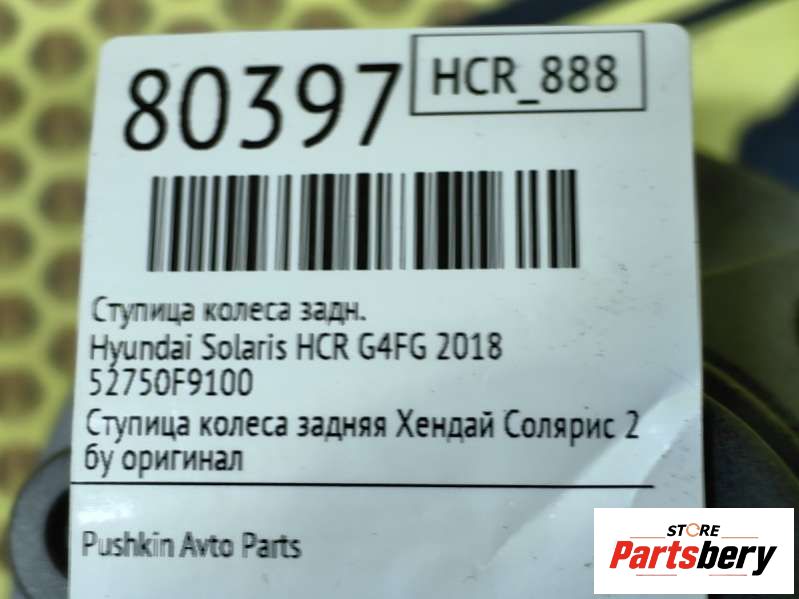 80397
HCR_888
Ступица колеса задн.
Hyundai Solaris HCR G4FG 2018
52750F9100
Ступица колеса задняя Хендай Солярис 2
бу оригинал
Pushkin Avto Parts
STORE
Partsbery